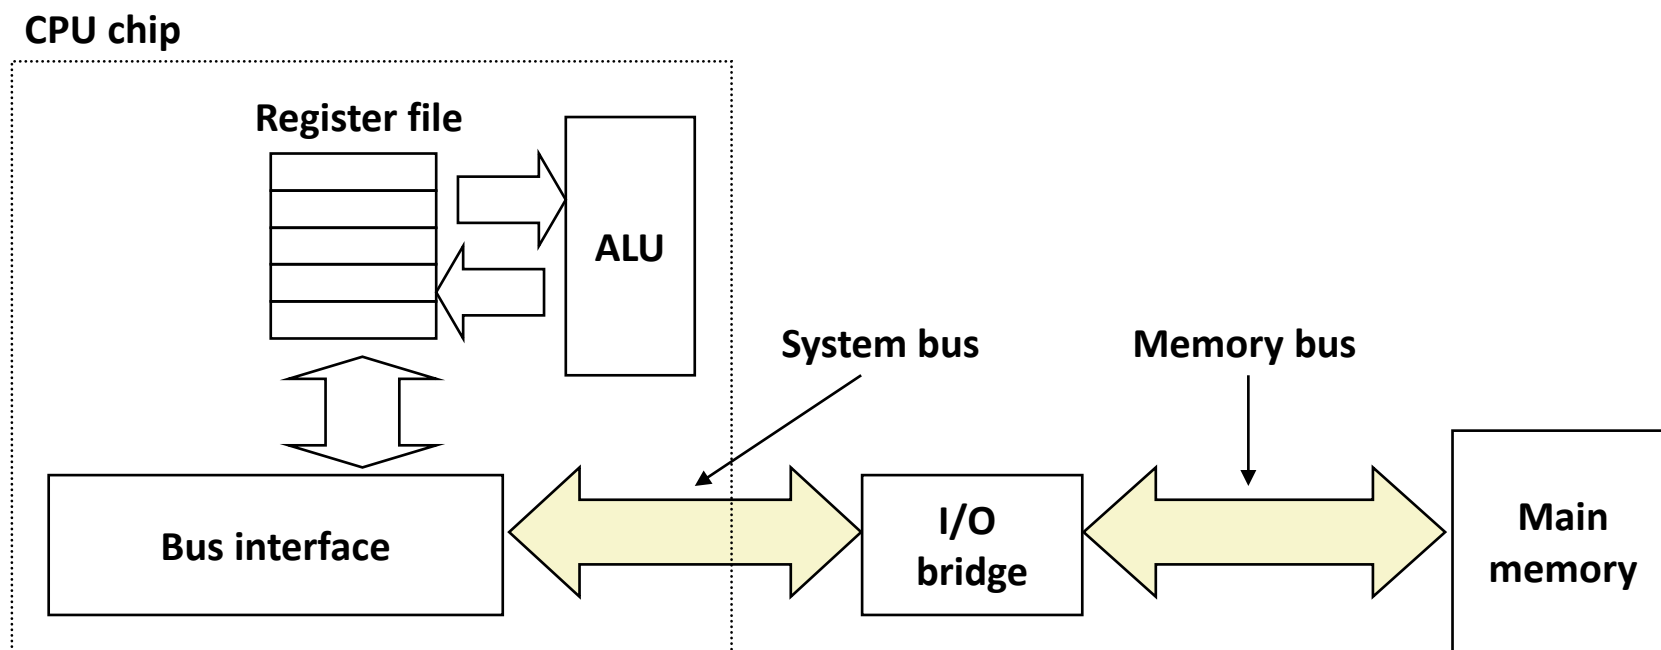 CPU chip
Register file
ALU
System bus
Memory bus
Bus interface
I/O
bridge
Main
memory